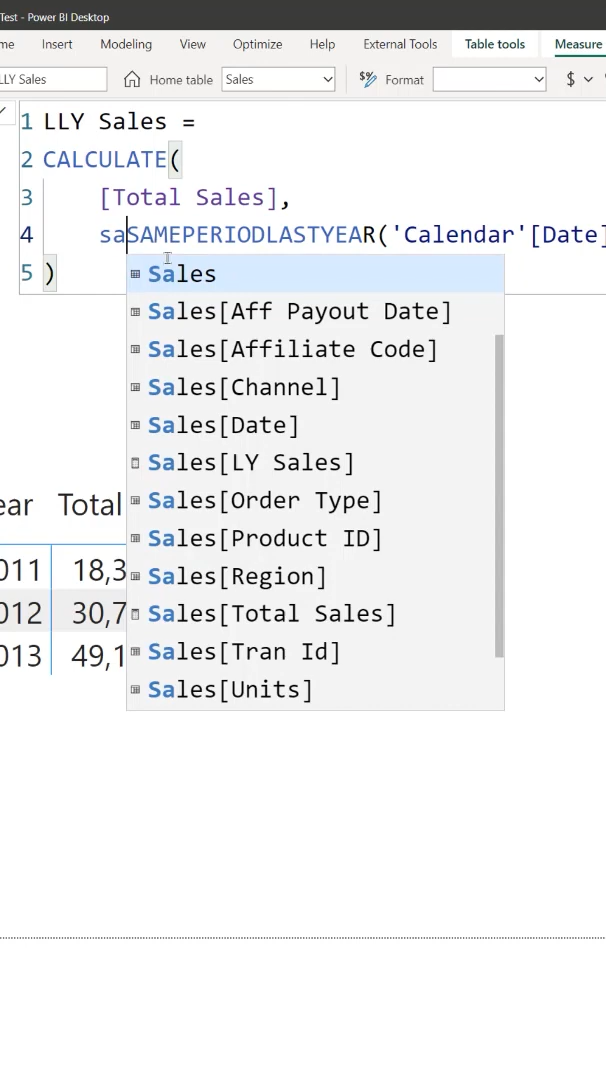 Test - Power BI Desktop
me Insert Modeling View Optimize Help External Tools Table tools Measure
LLY Sales Home table Sales Format $
1 LLY Sales =
2 CALCULATE(
3 [Total Sales],
4 saSAMEPERIODLASTYEAR('Calendar'[Date]
5 )
Sales
Sales[Aff Payout Date]
Sales[Affiliate Code]
Sales[Channel]
Sales[Date]
Sales[LY Sales]
Sales[Order Type]
Sales[Product ID]
Sales[Region]
Sales[Total Sales]
Sales[Tran Id]
Sales[Units]
ear Total
011 18,3
012 30,7
013 49,1